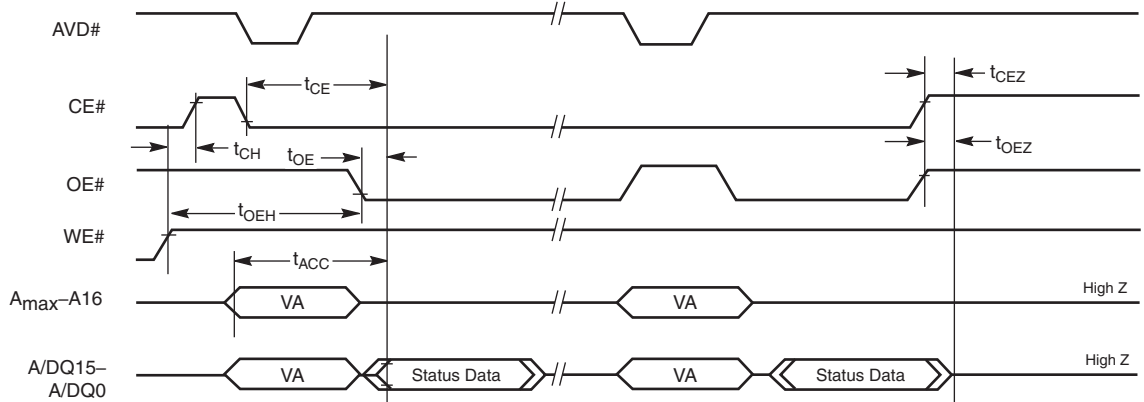 AVD#
CE#
tCE
tCEZ
tCH
tOE
tOEZ
OE#
tOEH
WE#
tACC
Amax–A16
VA
VA
High Z
A/DQ15–
A/DQ0
VA
Status Data
VA
Status Data
High Z